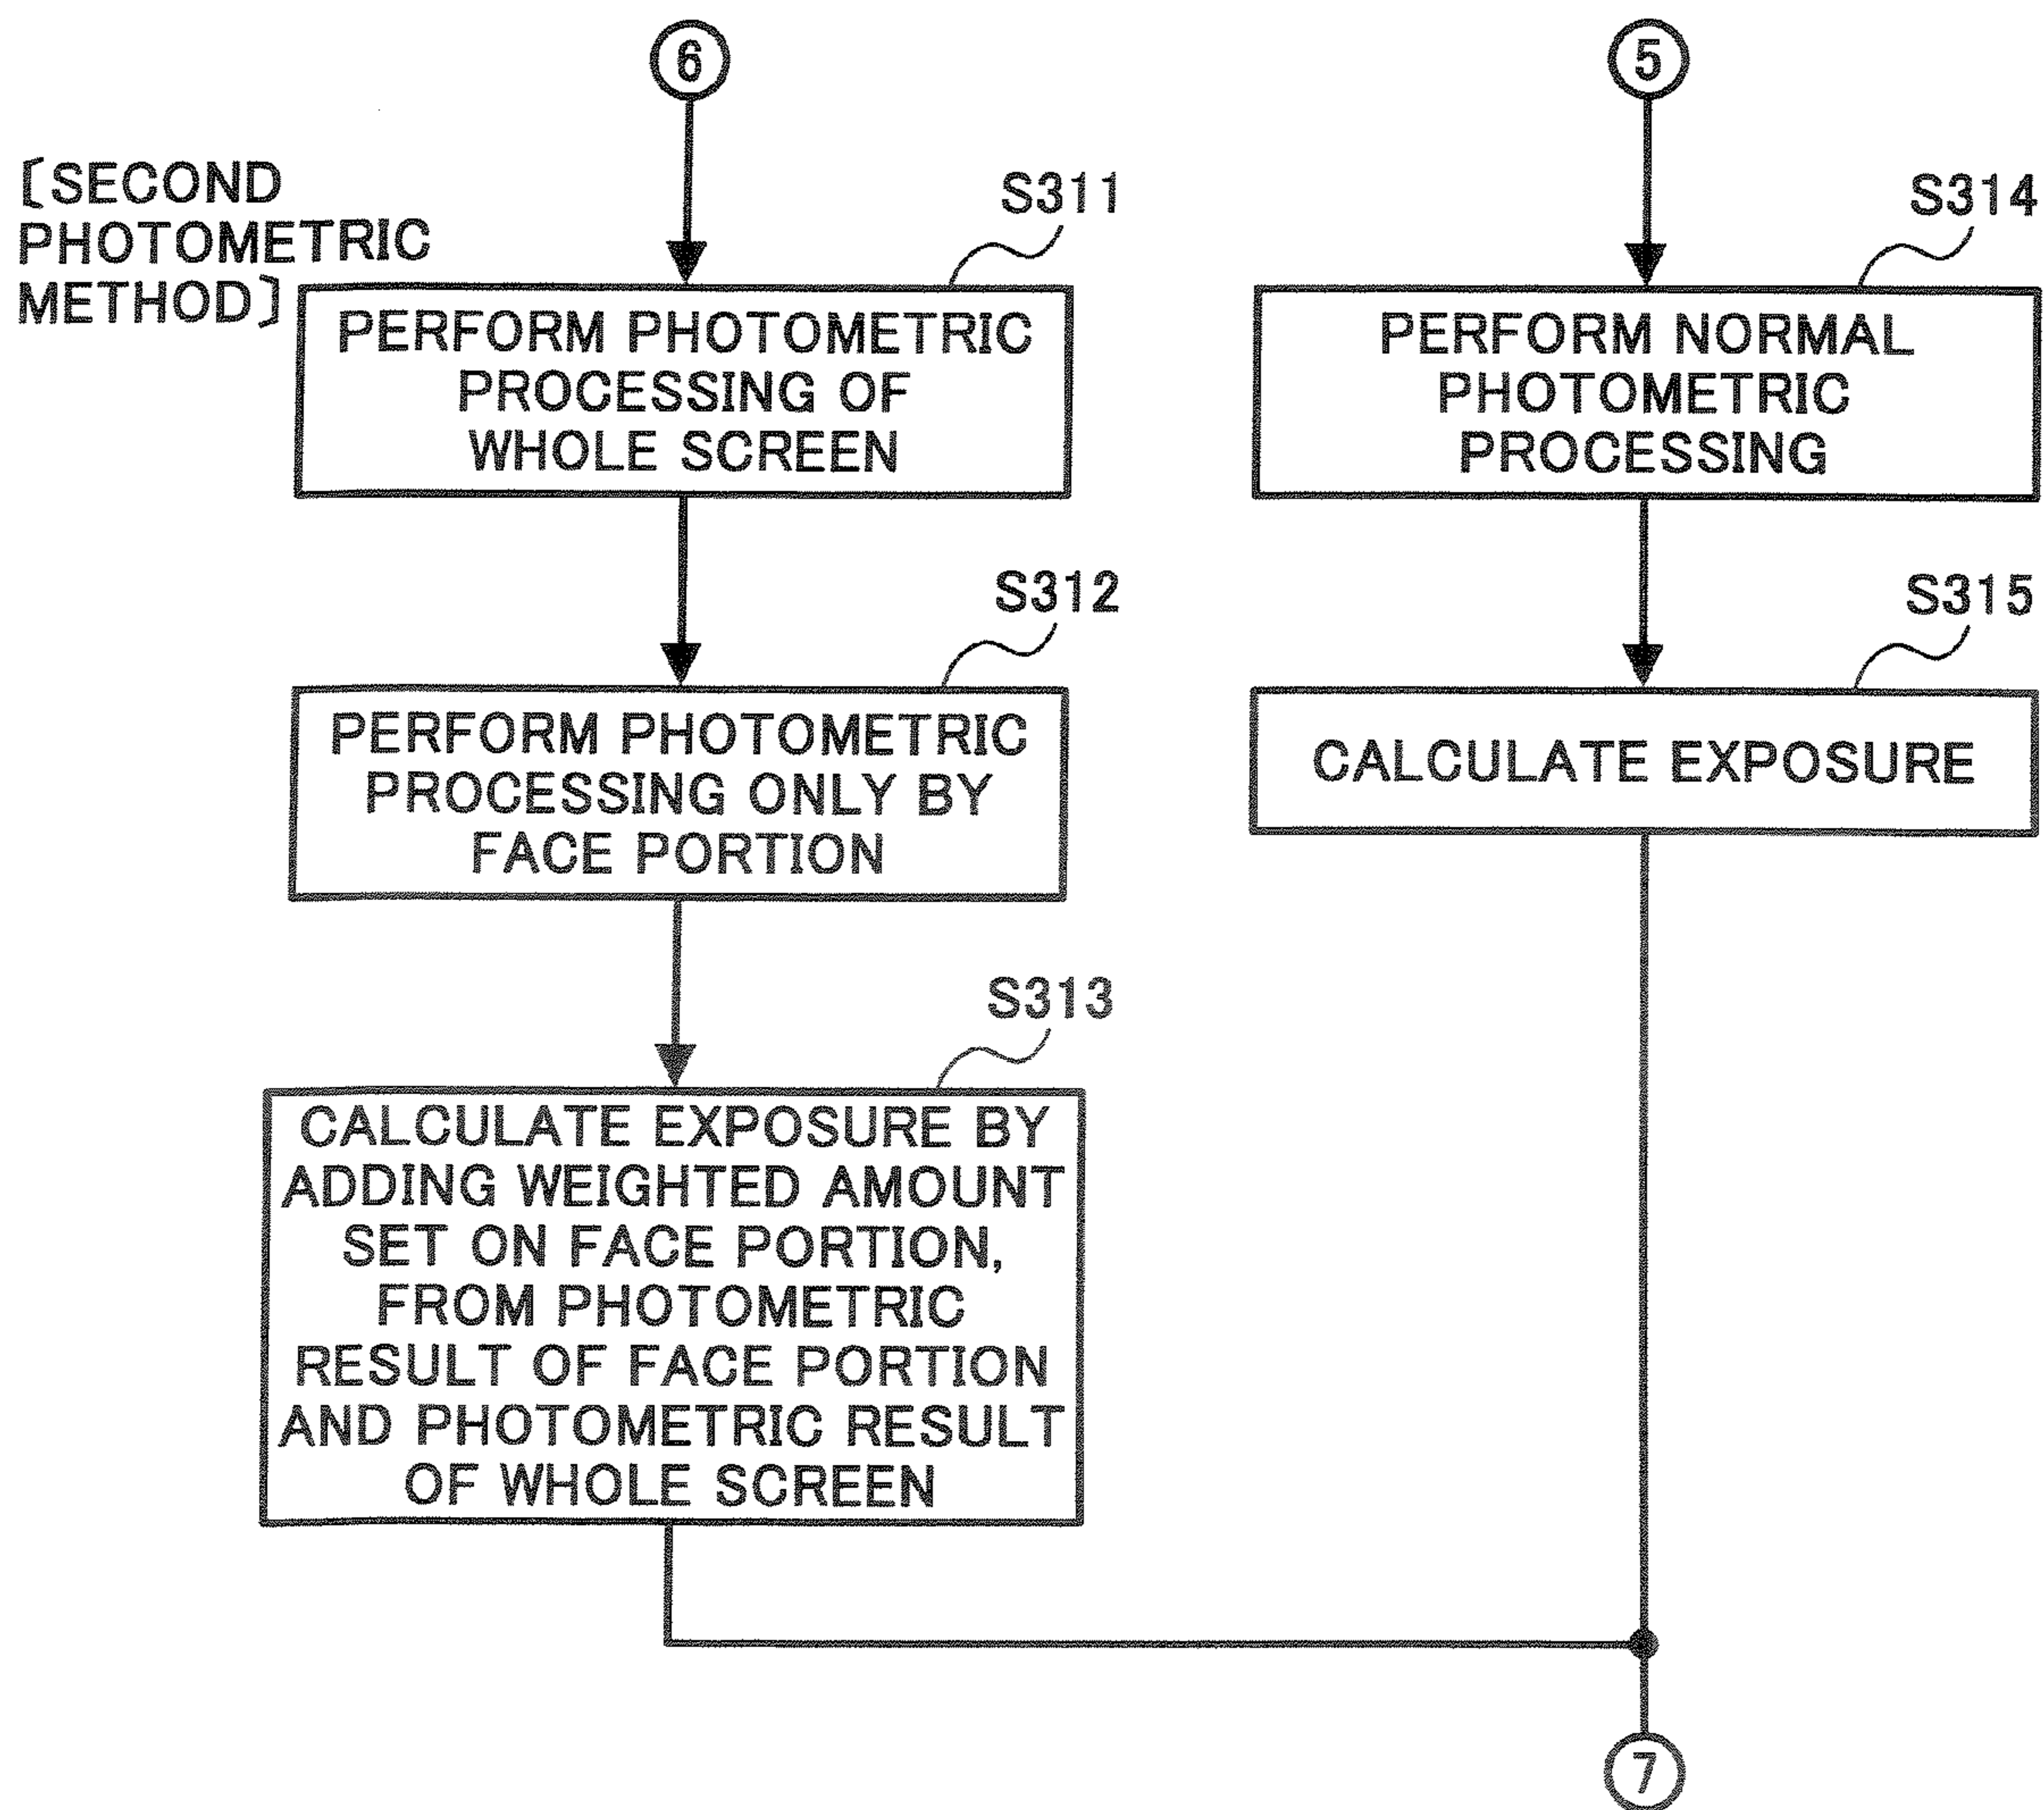 6
[SECOND
PHOTOMETRIC
METHOD]
S311
PERFORM PHOTOMETRIC
PROCESSING OF
WHOLE SCREEN
S312
PERFORM PHOTOMETRIC
PROCESSING ONLY BY
FACE PORTION
S313
CALCULATE EXPOSURE BY
ADDING WEIGHTED AMOUNT
SET ON FACE PORTION,
FROM PHOTOMETRIC
RESULT OF FACE PORTION
AND PHOTOMETRIC RESULT
OF WHOLE SCREEN
5
S314
PERFORM NORMAL
PHOTOMETRIC
PROCESSING
S315
CALCULATE EXPOSURE
7